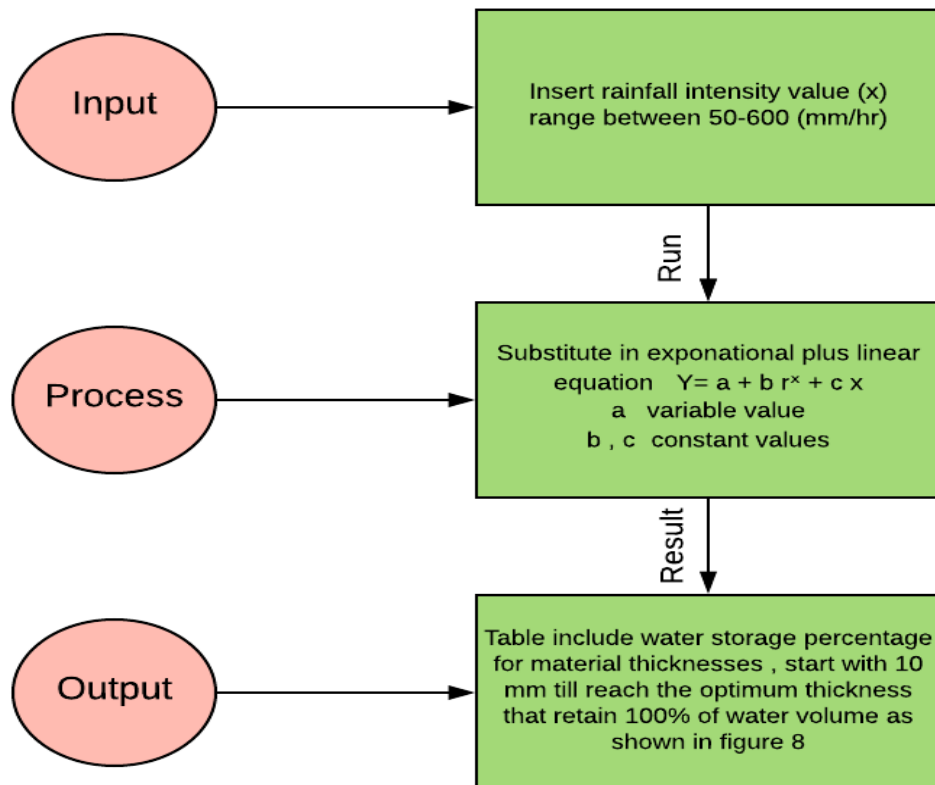 Input
Insert rainfall intensity value (x)
range between 50-600 (mm/hr)
Run
Process
Substitute in exponational plus linear
equation Y= a + b rˣ + c x
a variable value
b , c constant values
Result
Output
Table include water storage percentage
for material thicknesses , start with 10
mm till reach the optimum thickness
that retain 100% of water volume as
shown in figure 8